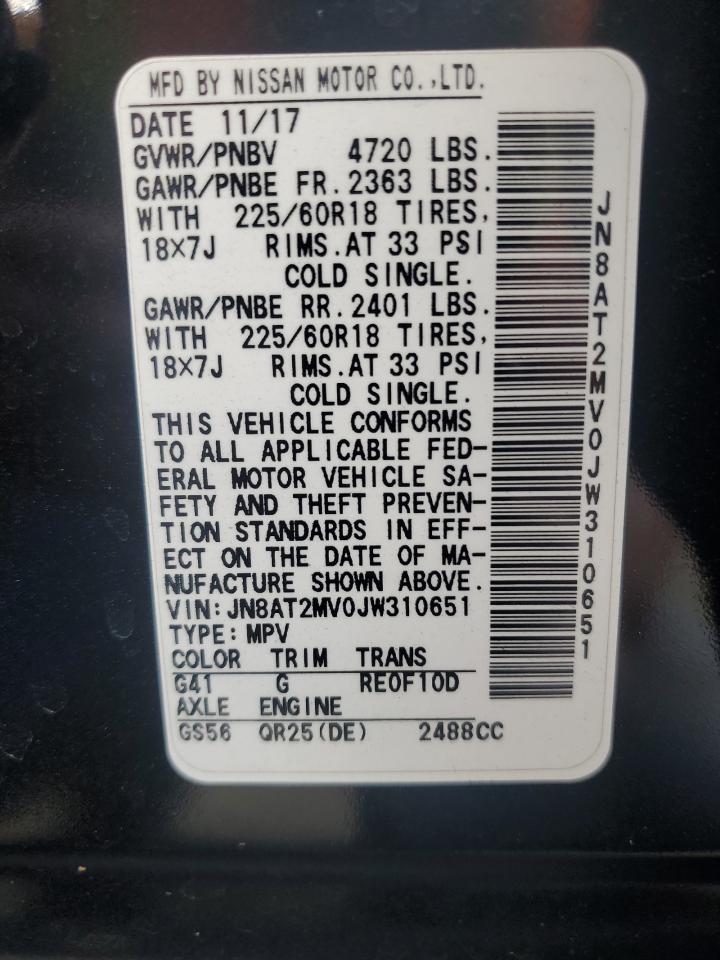 MFD BY NISSAN MOTOR CO.,LTD.
DATE 11/17
GVWR/PNBV 4720 LBS.
GAWR/PNBE FR.2363 LBS.
WITH 225/60R18 TIRES,
18X7J RIMS.AT 33 PSI
COLD SINGLE.
GAWR/PNBE RR.2401 LBS.
WITH 225/60R18 TIRES,
18X7J RIMS.AT 33 PSI
COLD SINGLE.
THIS VEHICLE CONFORMS
TO ALL APPLICABLE FED-
ERAL MOTOR VEHICLE SA-
FETY AND THEFT PREVEN-
TION STANDARDS IN EFF-
ECT ON THE DATE OF MA-
NUFACTURE SHOWN ABOVE.
VIN:JN8AT2MV0JW310651
TYPE:MPV
COLOR TRIM TRANS
G41 G RE0F10D
AXLE ENGINE
GS56 QR25(DE) 2488CC
JN8AT2MV0JW310651